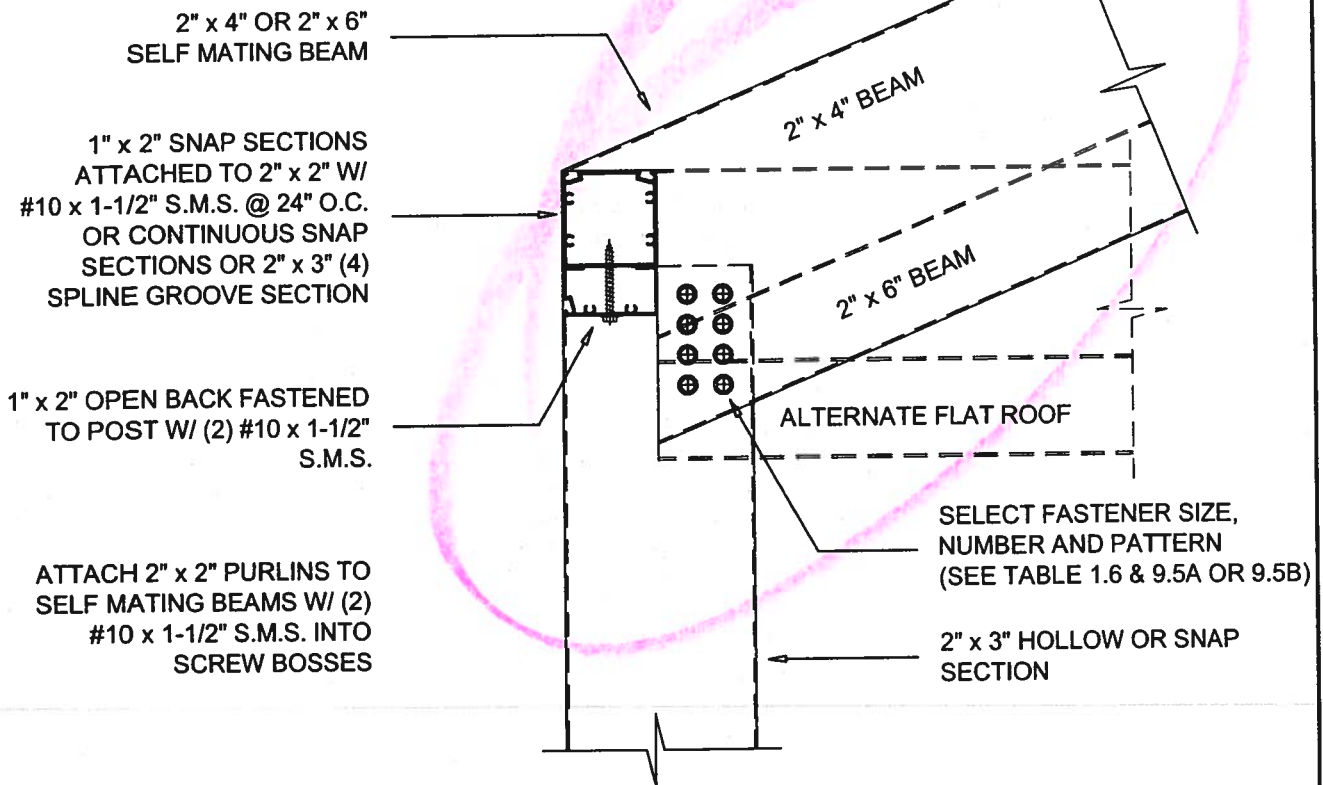 2" x 4" OR 2" x 6"
SELF MATING BEAM
1" x 2" SNAP SECTIONS
ATTACHED TO 2" x 2" W/
#10 x 1-1/2" S.M.S. @ 24" O.C.
OR CONTINUOUS SNAP
SECTIONS OR 2" x 3" (4)
SPLINE GROOVE SECTION
1" x 2" OPEN BACK FASTENED
TO POST W/ (2) #10 x 1-1/2"
S.M.S.
ATTACH 2" x 2" PURLINS TO
SELF MATING BEAMS W/ (2)
#10 x 1-1/2" S.M.S. INTO
SCREW BOSSES
2" x 4" BEAM
2" x 6" BEAM
ALTERNATE FLAT ROOF
SELECT FASTENER SIZE,
NUMBER AND PATTERN
(SEE TABLE 1.6 & 9.5A OR 9.5B)
2" x 3" HOLLOW OR SNAP
SECTION